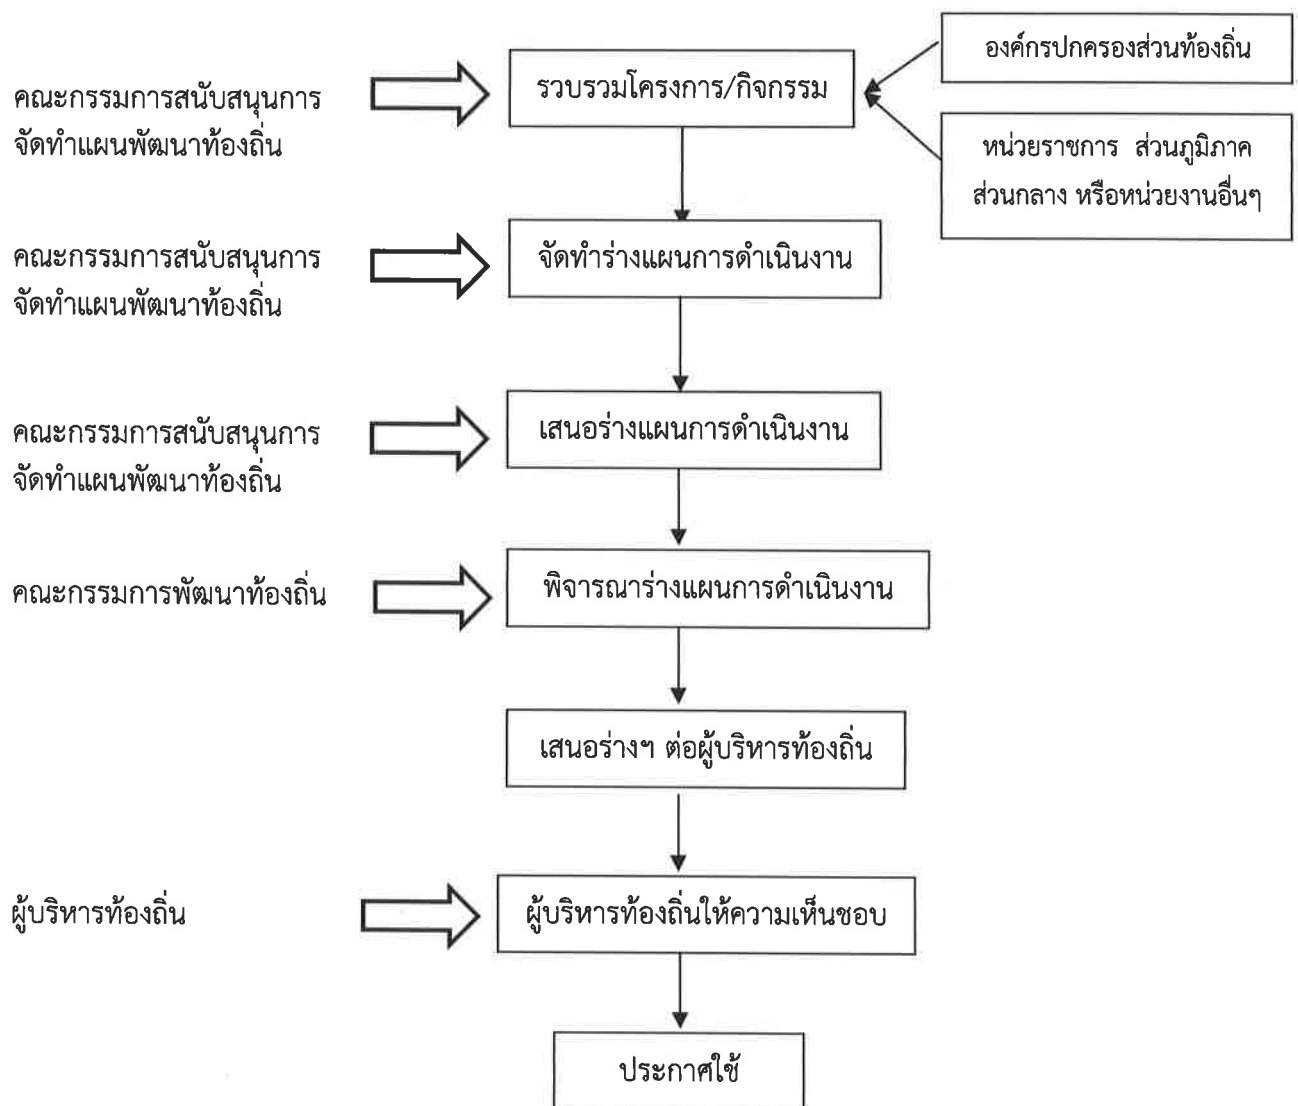 องค์กรปกครองส่วนท้องถิ่น
รวบรวมโครงการ/กิจกรรม
คณะกรรมการสนับสนุนการ
จัดทำแผนพัฒนาท้องถิ่น
หน่วยราชการ ส่วนภูมิภาค
ส่วนกลาง หรือหน่วยงานอื่นๆ
คณะกรรมการสนับสนุนการ
จัดทำแผนพัฒนาท้องถิ่น
จัดทำร่างแผนการดำเนินงาน
คณะกรรมการสนับสนุนการ
จัดทำแผนพัฒนาท้องถิ่น
เสนอร่างแผนการดำเนินงาน
คณะกรรมการพัฒนาท้องถิ่น
พิจารณาร่างแผนการดำเนินงาน
เสนอร่างฯ ต่อผู้บริหารท้องถิ่น
ผู้บริหารท้องถิ่น
ผู้บริหารท้องถิ่นให้ความเห็นชอบ
ประกาศใช้